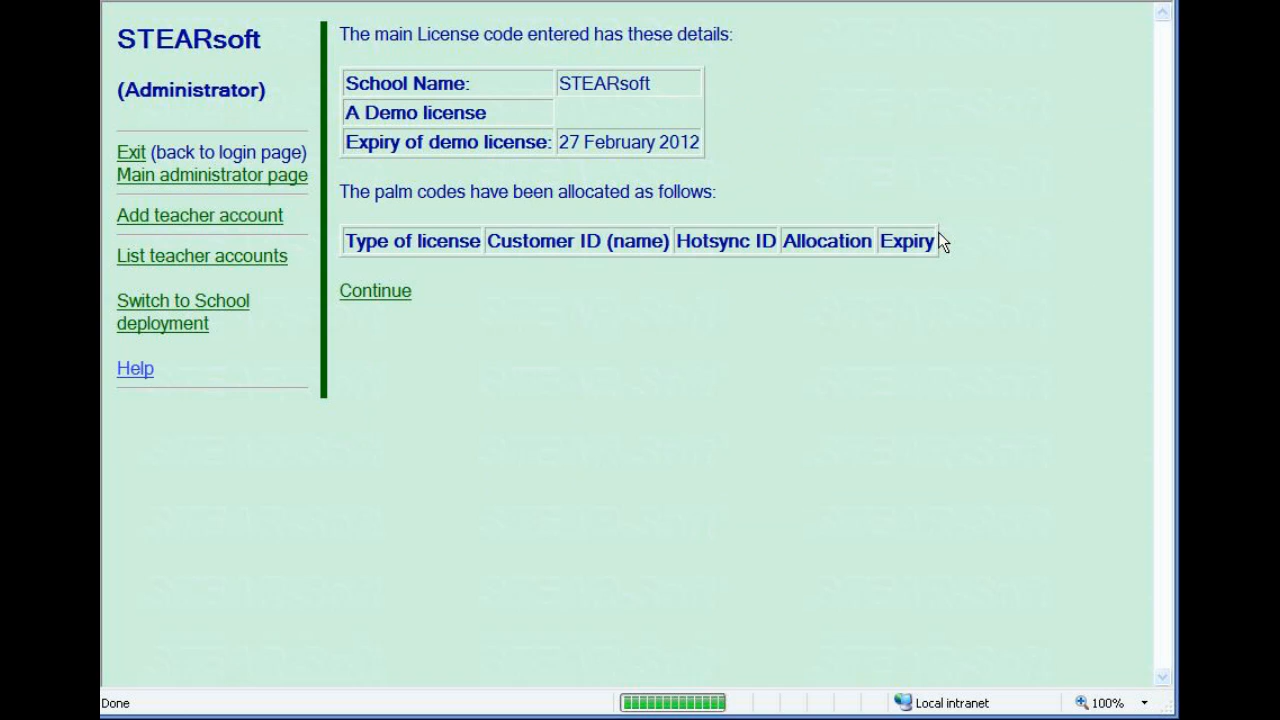 STEARsoft
(Administrator)
Exit (back to login page)
Main administrator page
Add teacher account
List teacher accounts
Switch to School
deployment
Help
The main License code entered has these details:
School Name: STEARsoft
A Demo license
Expiry of demo license: 27 February 2012
The palm codes have been allocated as follows:
Type of license Customer ID (name) Hotsync ID Allocation Expiry
Continue
Done Local intranet 100%